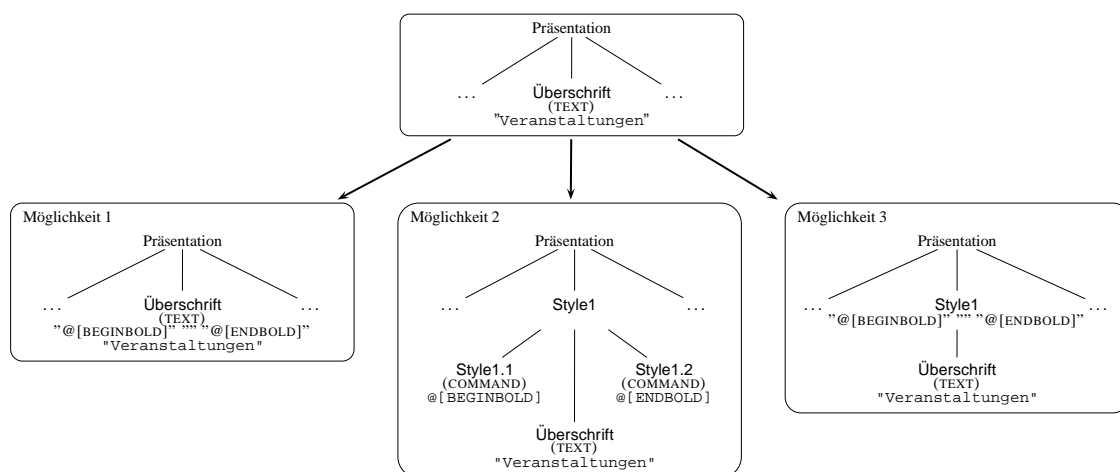 Präsentation
... Überschrift ...
(TEXT)
"Veranstaltungen"
Möglichkeit 1
Präsentation
... Überschrift ...
(TEXT)
"@[BEGINBOLD]" "" "@[ENDBOLD]"
"Veranstaltungen"
Möglichkeit 2
Präsentation
... Style1 ...
Style1.1 Style1.2
(COMMAND) (COMMAND)
@[BEGINBOLD] @[ENDBOLD]
Überschrift
(TEXT)
"Veranstaltungen"
Möglichkeit 3
Präsentation
... Style1 ...
"@[BEGINBOLD]" "" "@[ENDBOLD]"
Überschrift
(TEXT)
"Veranstaltungen"